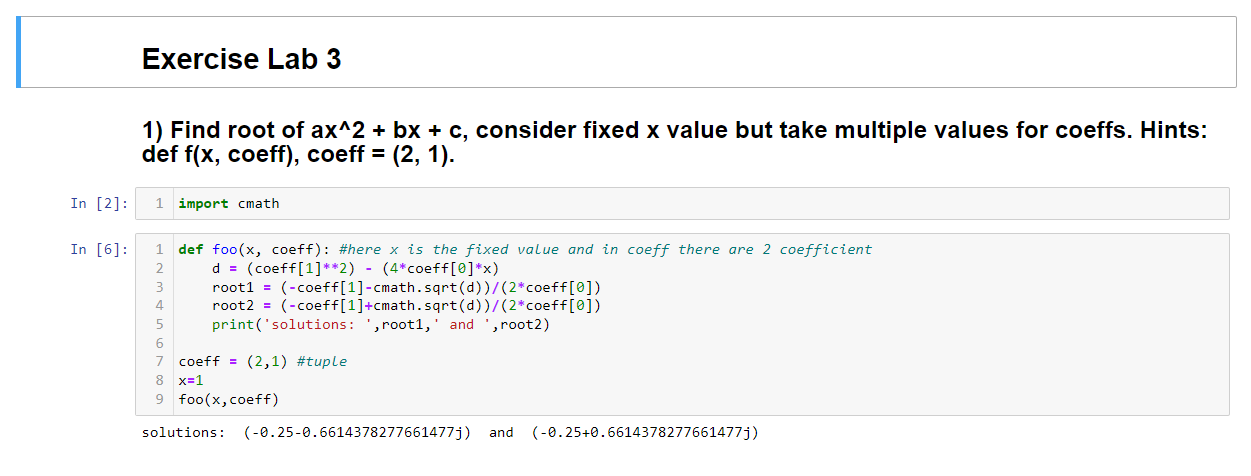 Exercise Lab 3
1) Find root of ax^2 + bx + c, consider fixed x value but take multiple values for coeffs. Hints:
def f(x, coeff), coeff = (2, 1).
In [2]: 1 import cmath
In [6]: 1 def foo(x, coeff): #here x is the fixed value and in coeff there are 2 coefficient
2     d = (coeff[1]**2) - (4*coeff[0]*x)
3     root1 = (-coeff[1]-cmath.sqrt(d))/(2*coeff[0])
4     root2 = (-coeff[1]+cmath.sqrt(d))/(2*coeff[0])
5     print('solutions: ',root1,' and ',root2)
6
7 coeff = (2,1) #tuple
8 x=1
9 foo(x,coeff)
solutions:  (-0.25-0.6614378277661477j)  and  (-0.25+0.6614378277661477j)